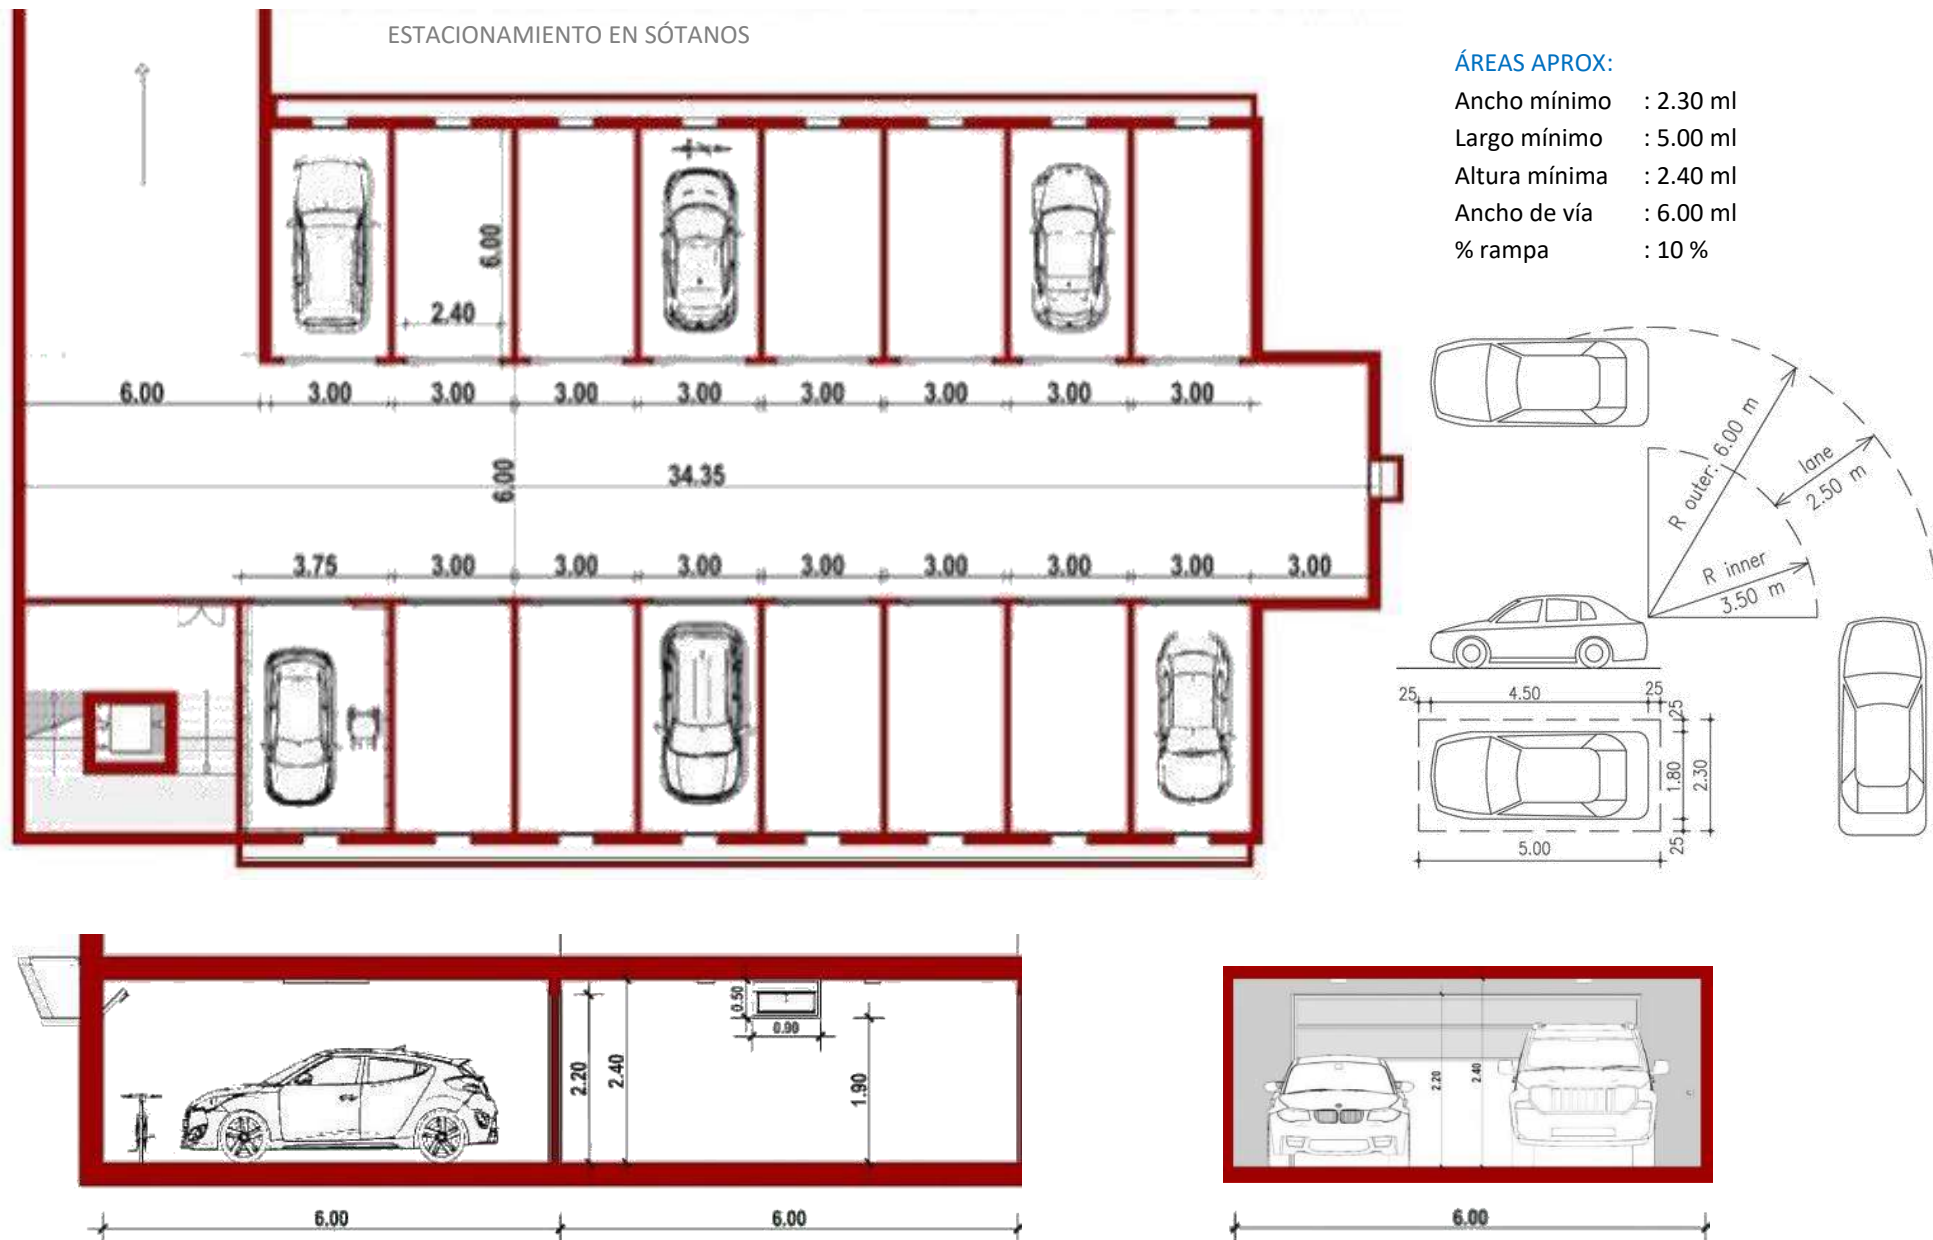 ESTACIONAMIENTO EN SÓTANOS
ÁREAS APROX:
Ancho mínimo : 2.30 ml
Largo mínimo : 5.00 ml
Altura mínima : 2.40 ml
Ancho de vía : 6.00 ml
% rampa : 10 %
6.00
2.40
6.00 3.00 3.00 3.00 3.00 3.00 3.00 3.00 3.00
6.00
34.35
3.75 3.00 3.00 3.00 3.00 3.00 3.00 3.00 3.00
R outer: 6.00 m
lane
2.50 m
R inner
3.50 m
25 4.50 25
25
1.80
2.30
25
5.00
2.20
2.40
0.50
0.90
1.90
6.00 6.00
2.20
2.40
6.00